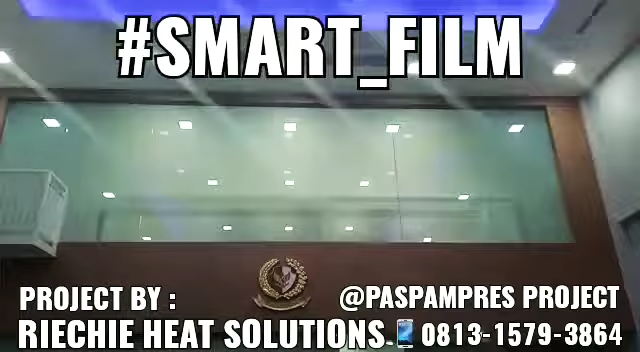 #SMART_FILM
PROJECT BY :
@PASPAMPRES PROJECT
RIECHIE HEAT SOLUTIONS.📱0813-1579-3864